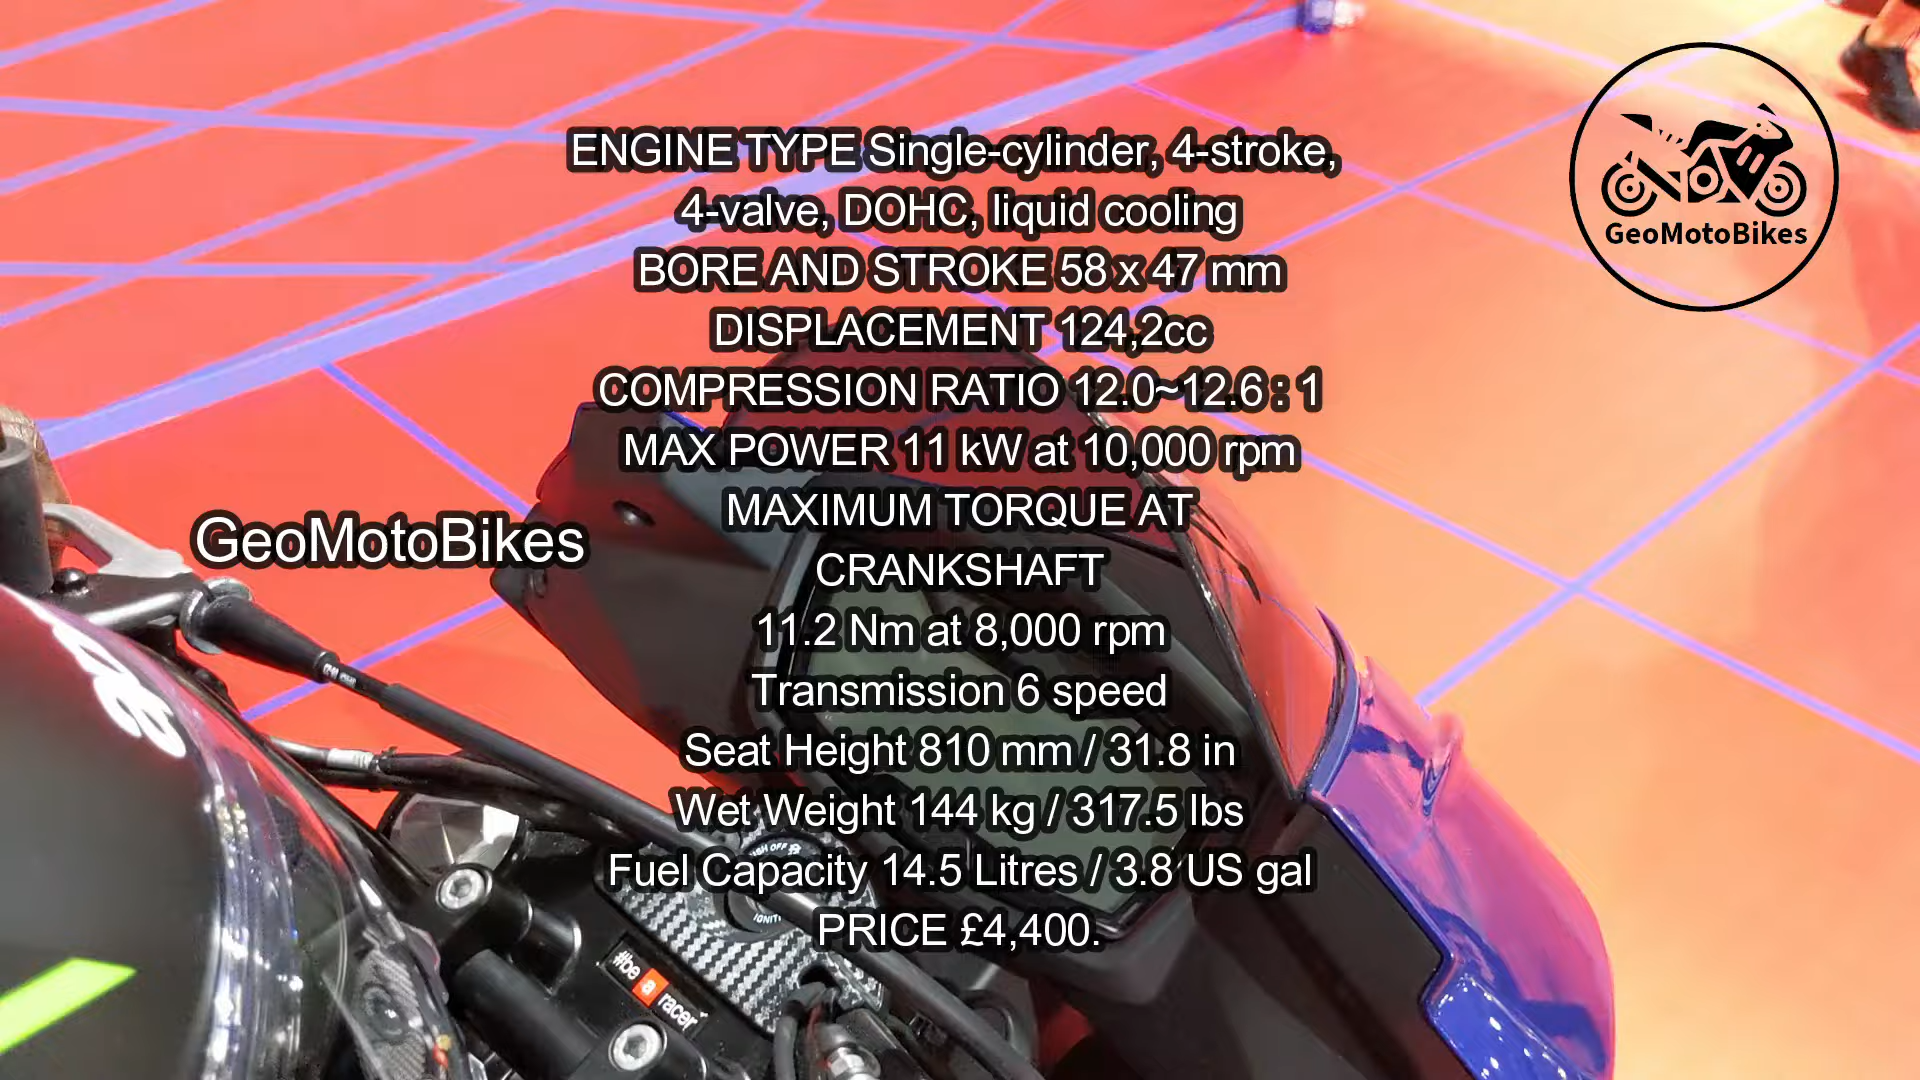 GeoMotoBikes
ENGINE TYPE Single-cylinder, 4-stroke,
4-valve, DOHC, liquid cooling
BORE AND STROKE 58 x 47 mm
DISPLACEMENT 124,2cc
COMPRESSION RATIO 12.0~12.6 : 1
MAX POWER 11 kW at 10,000 rpm
MAXIMUM TORQUE AT
CRANKSHAFT
11.2 Nm at 8,000 rpm
Transmission 6 speed
Seat Height 810 mm / 31.8 in
Wet Weight 144 kg / 317.5 lbs
Fuel Capacity 14.5 Litres / 3.8 US gal
PRICE £4,400.
GeoMotoBikes
OFF
#be a racer